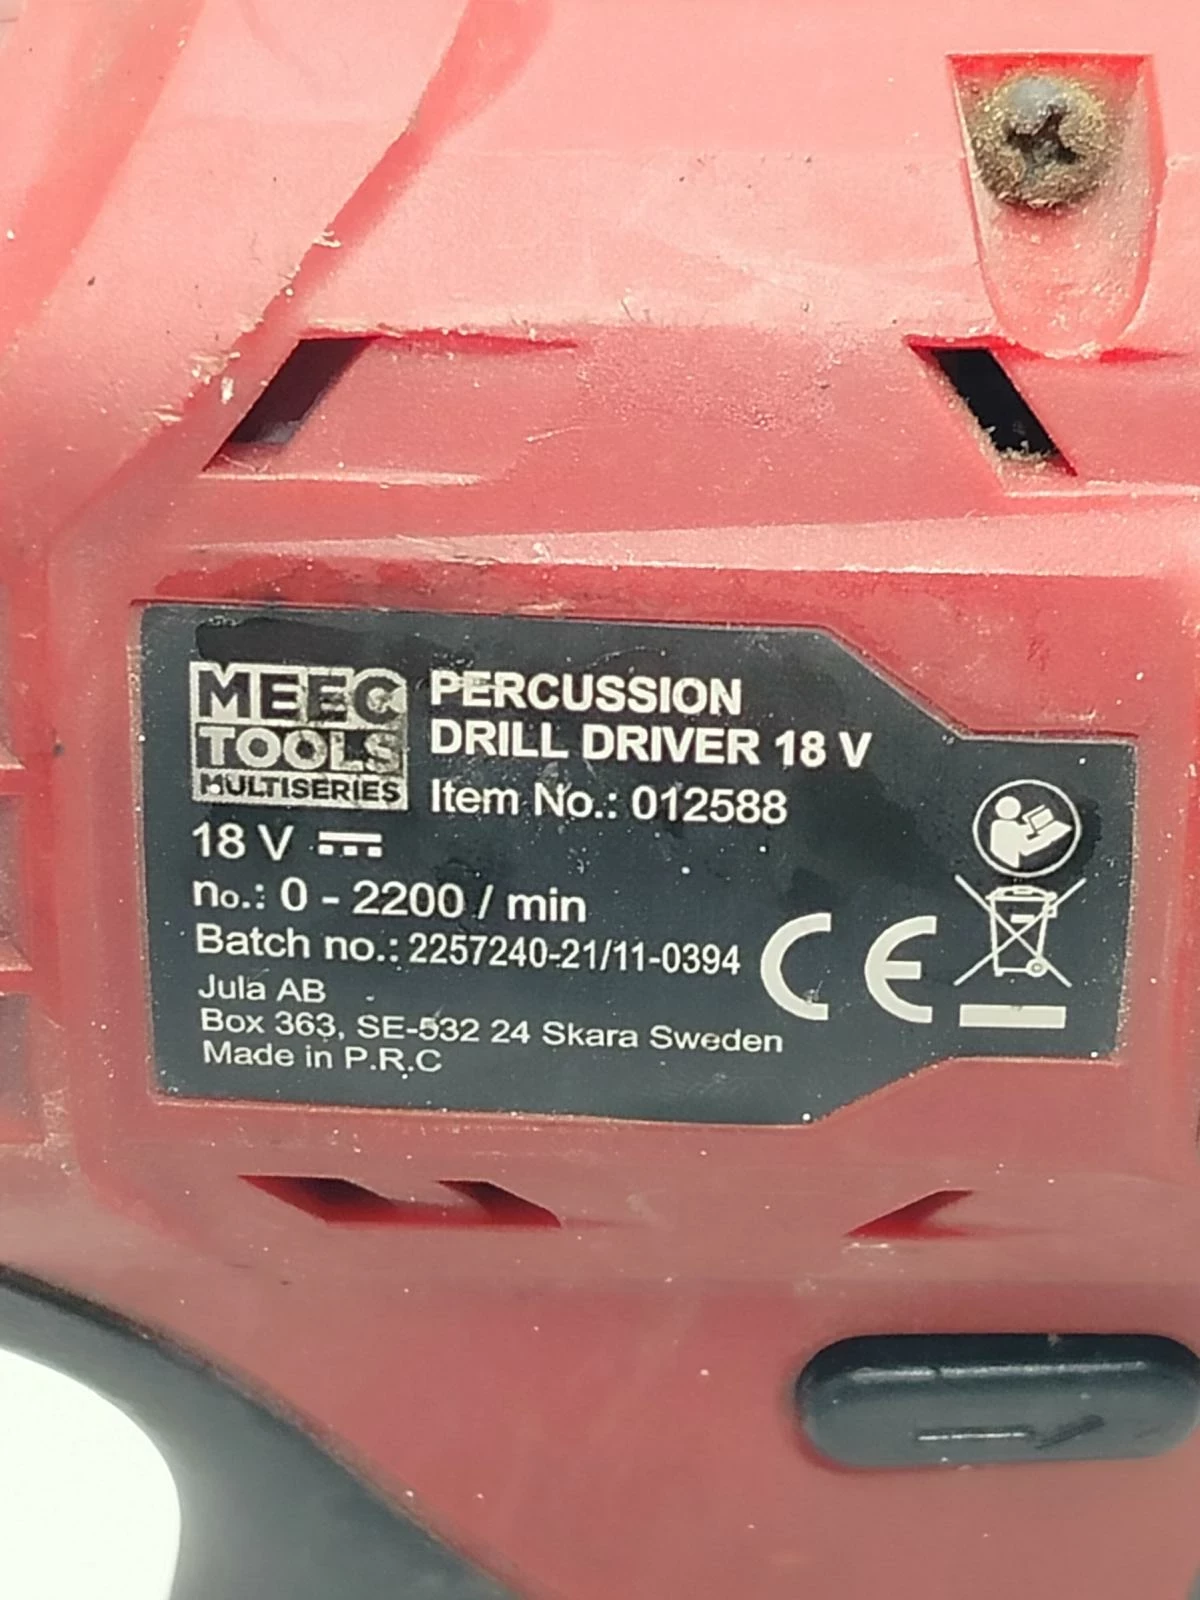 MEEC
TOOLS
MULTISERIES
PERCUSSION
DRILL DRIVER 18 V
Item No.: 012588
18 V
no.: 0 - 2200 / min
Batch no.: 2257240-21/11-0394
Jula AB
Box 363, SE-532 24 Skara Sweden
Made in P.R.C
CE